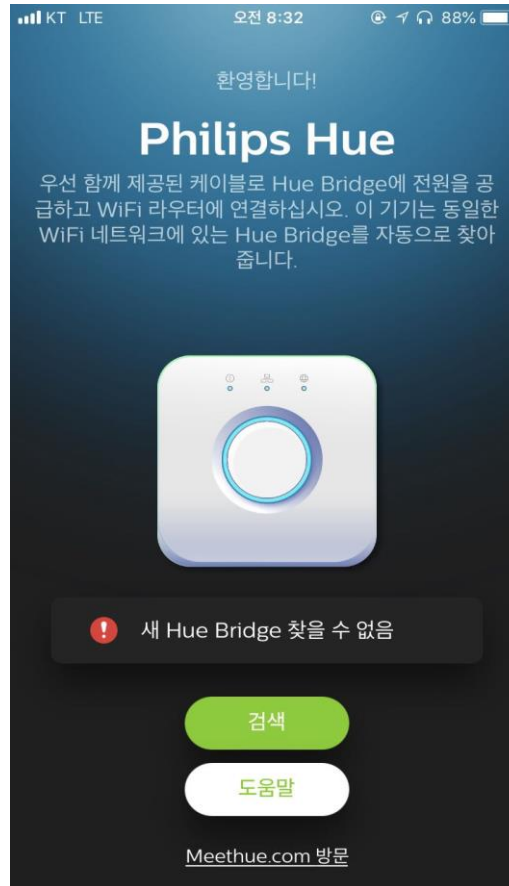 KT LTE 오전 8:32 88%
환영합니다!
Philips Hue
우선 함께 제공된 케이블로 Hue Bridge에 전원을 공
급하고 WiFi 라우터에 연결하십시오. 이 기기는 동일한
WiFi 네트워크에 있는 Hue Bridge를 자동으로 찾아
줍니다.
새 Hue Bridge 찾을 수 없음
검색
도움말
Meethue.com 방문